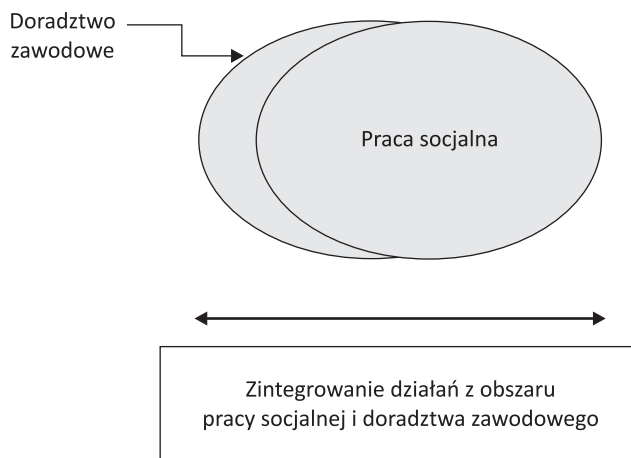 Doradztwo
zawodowe
Praca socjalna
Zintegrowanie działań z obszaru
pracy socjalnej i doradztwa zawodowego